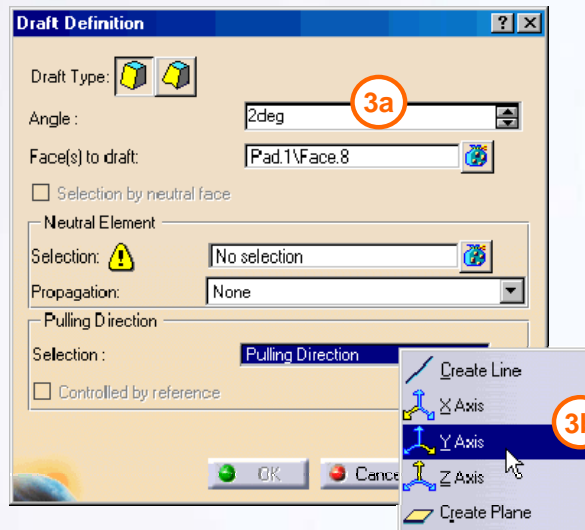 Draft Definition
Draft Type:
Angle : 2deg 3a
Face(s) to draft: Pad.1\Face.8
Selection by neutral face
Neutral Element
Selection: No selection
Propagation: None
Pulling Direction
Selection : Pulling Direction
Controlled by reference
Create Line
X Axis
Y Axis
Z Axis
Create Plane
OK